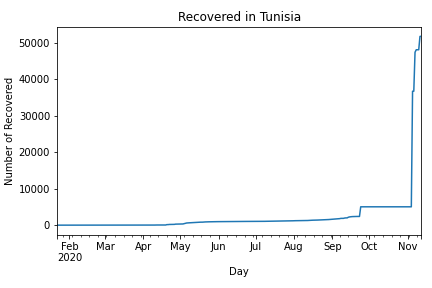 Recovered in Tunisia
50000
40000
30000
20000
10000
0
Number of Recovered
Feb Mar Apr May Jun Jul Aug Sep Oct Nov
2020
Day